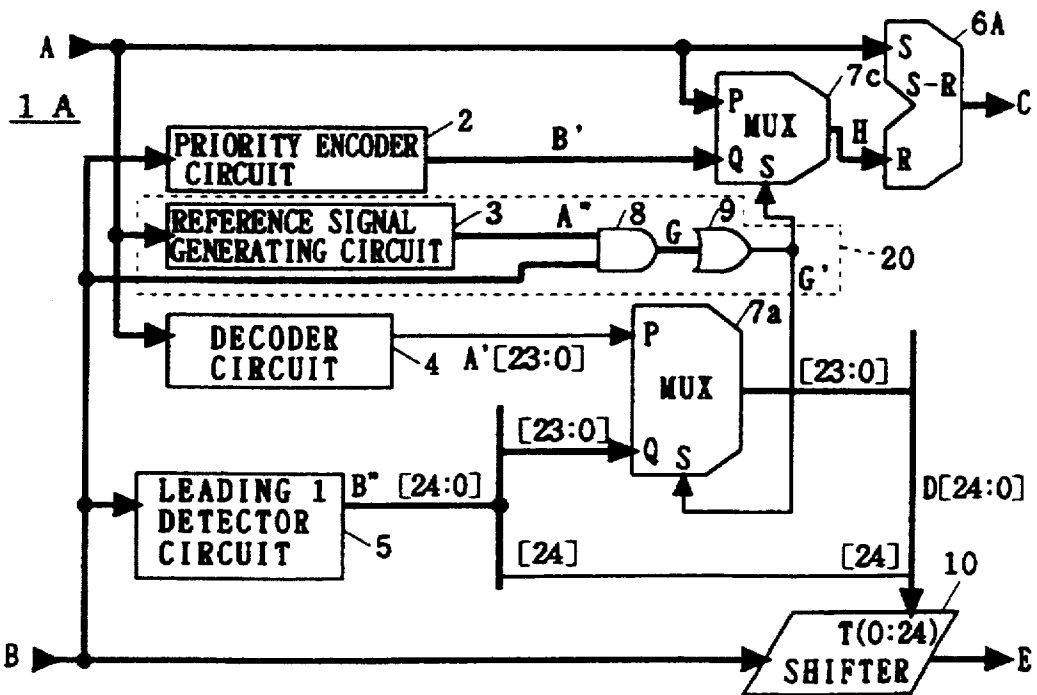 A
1 A
6A
S
S-R
R
C
7c
P
MUX
Q
S
H
2
PRIORITY ENCODER
CIRCUIT
B'
REFERENCE SIGNAL
GENERATING CIRCUIT
3
A"
8
G
9
G'
20
DECODER
CIRCUIT
4
A'[23:0]
7a
P
MUX
Q
S
[23:0]
[23:0]
LEADING 1
DETECTOR
CIRCUIT
5
B" [24:0]
[24]
[24]
D[24:0]
10
B
T(0:24)
SHIFTER
E